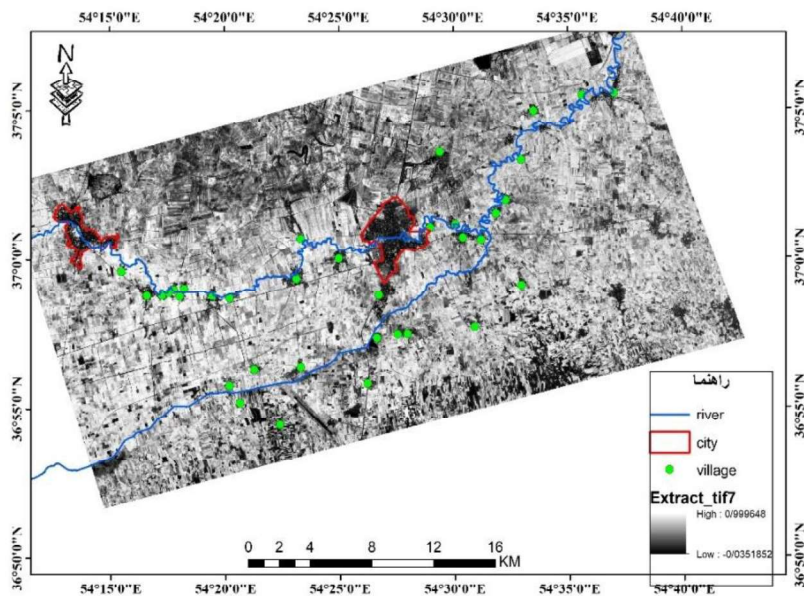 54°15'0"E 54°20'0"E 54°25'0"E 54°30'0"E 54°35'0"E 54°40'0"E
N
37°5'0"N 37°5'0"N
37°0'0"N 37°0'0"N
36°55'0"N 36°55'0"N
36°50'0"N 36°50'0"N
راهنما
river
city
village
Extract_tif7
High : 0/999648
Low : -0/0351852
0 2 4 8 12 16
KM
54°15'0"E 54°20'0"E 54°25'0"E 54°30'0"E 54°35'0"E 54°40'0"E